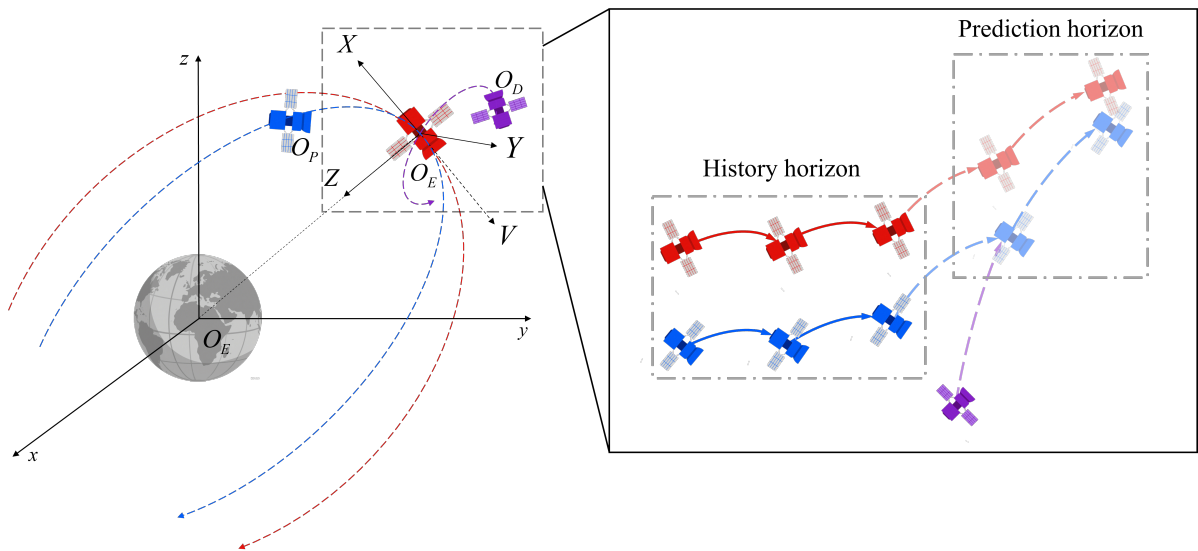 Prediction horizon
z
X
O_D
O_P
Y
Z
O_E
History horizon
V
O_E
y
x